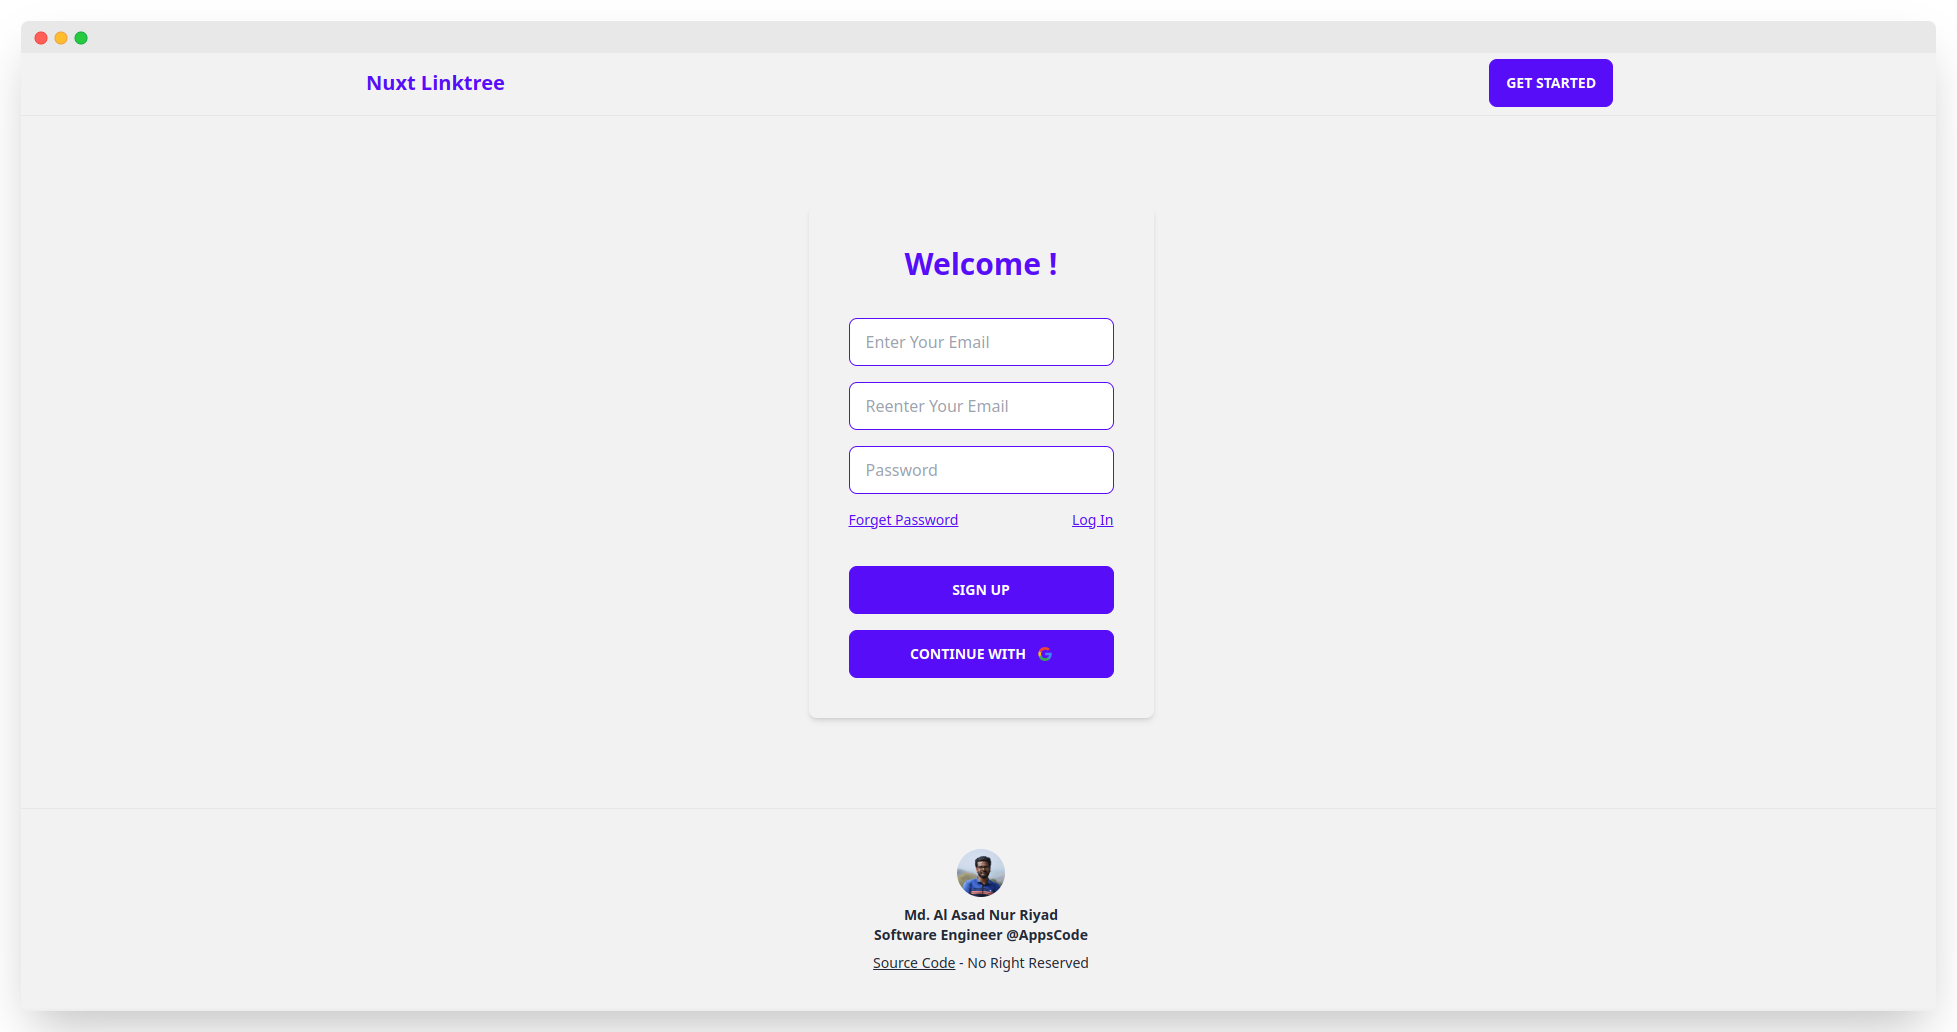 Nuxt Linktree
GET STARTED
Welcome !
Enter Your Email
Reenter Your Email
Password
Forget Password
Log In
SIGN UP
CONTINUE WITH
Md. Al Asad Nur Riyad
Software Engineer @AppsCode
Source Code - No Right Reserved